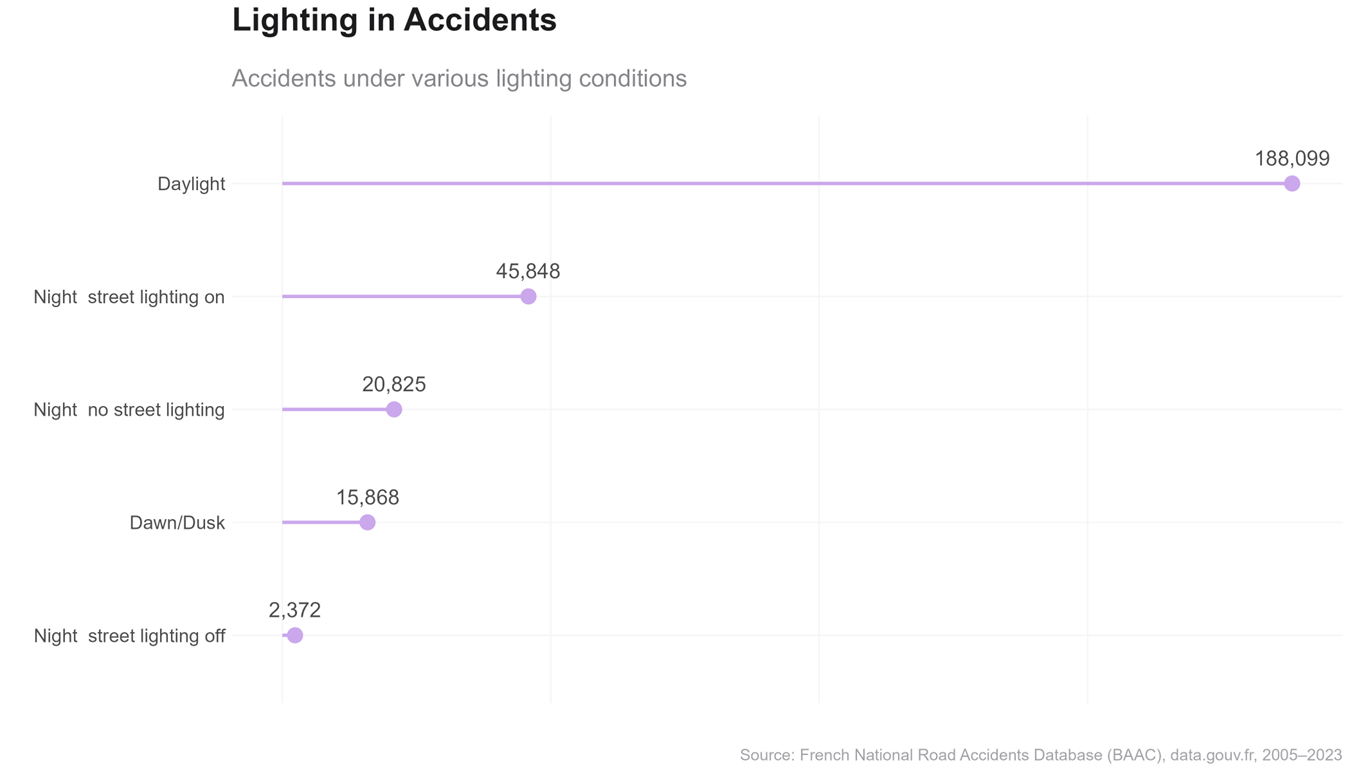 Lighting in Accidents
Accidents under various lighting conditions
188,099
Daylight
45,848
Night  street lighting on
20,825
Night  no street lighting
15,868
Dawn/Dusk
2,372
Night  street lighting off
Source: French National Road Accidents Database (BAAC), data.gouv.fr, 2005–2023